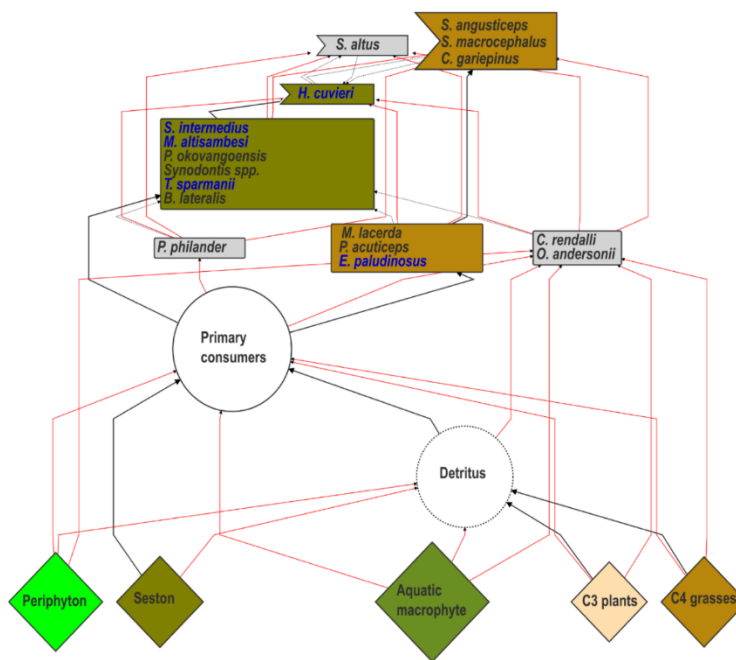 S. angusticeps
S. macrocephalus
C. gariepinus
S. altus
H. cuvieri
S. intermedius
M. altisambesi
P. okovangoensis
Synodontis spp.
T. sparmanii
B. lateralis
P. philander
M. lacerda
P. acuticeps
E. paludinosus
C. rendalli
O. andersonii
Primary
consumers
Detritus
Periphyton
Seston
Aquatic
macrophyte
C3 plants
C4 grasses